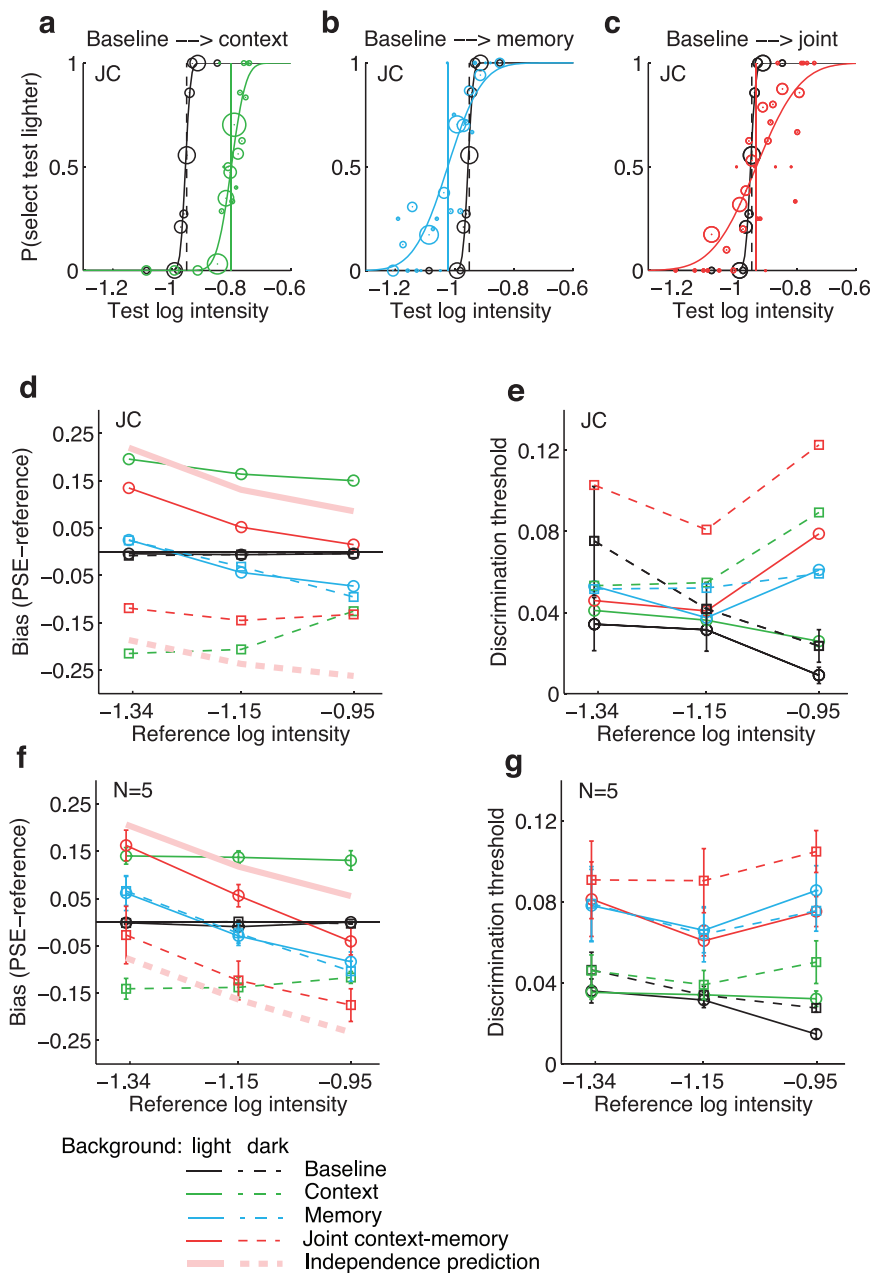 a
b
c
Baseline −−> context
Baseline −−> memory
Baseline −−> joint
JC
JC
JC
P(select test lighter)
1
0.5
0
1
0.5
0
1
0.5
0
−1.2 −1 −0.8 −0.6
−1.2 −1 −0.8 −0.6
−1.2 −1 −0.8 −0.6
Test log intensity
Test log intensity
Test log intensity
d
JC
Bias (PSE−reference)
0.25
0.15
0.05
−0.05
−0.15
−0.25
−1.34 −1.15 −0.95
Reference log intensity
e
JC
Discrimination threshold
0.12
0.08
0.04
0
−1.34 −1.15 −0.95
Reference log intensity
f
N=5
Bias (PSE−reference)
0.25
0.15
0.05
−0.05
−0.15
−0.25
−1.34 −1.15 −0.95
Reference log intensity
g
N=5
Discrimination threshold
0.12
0.08
0.04
0
−1.34 −1.15 −0.95
Reference log intensity
Background: light dark
Baseline
Context
Memory
Joint context-memory
Independence prediction